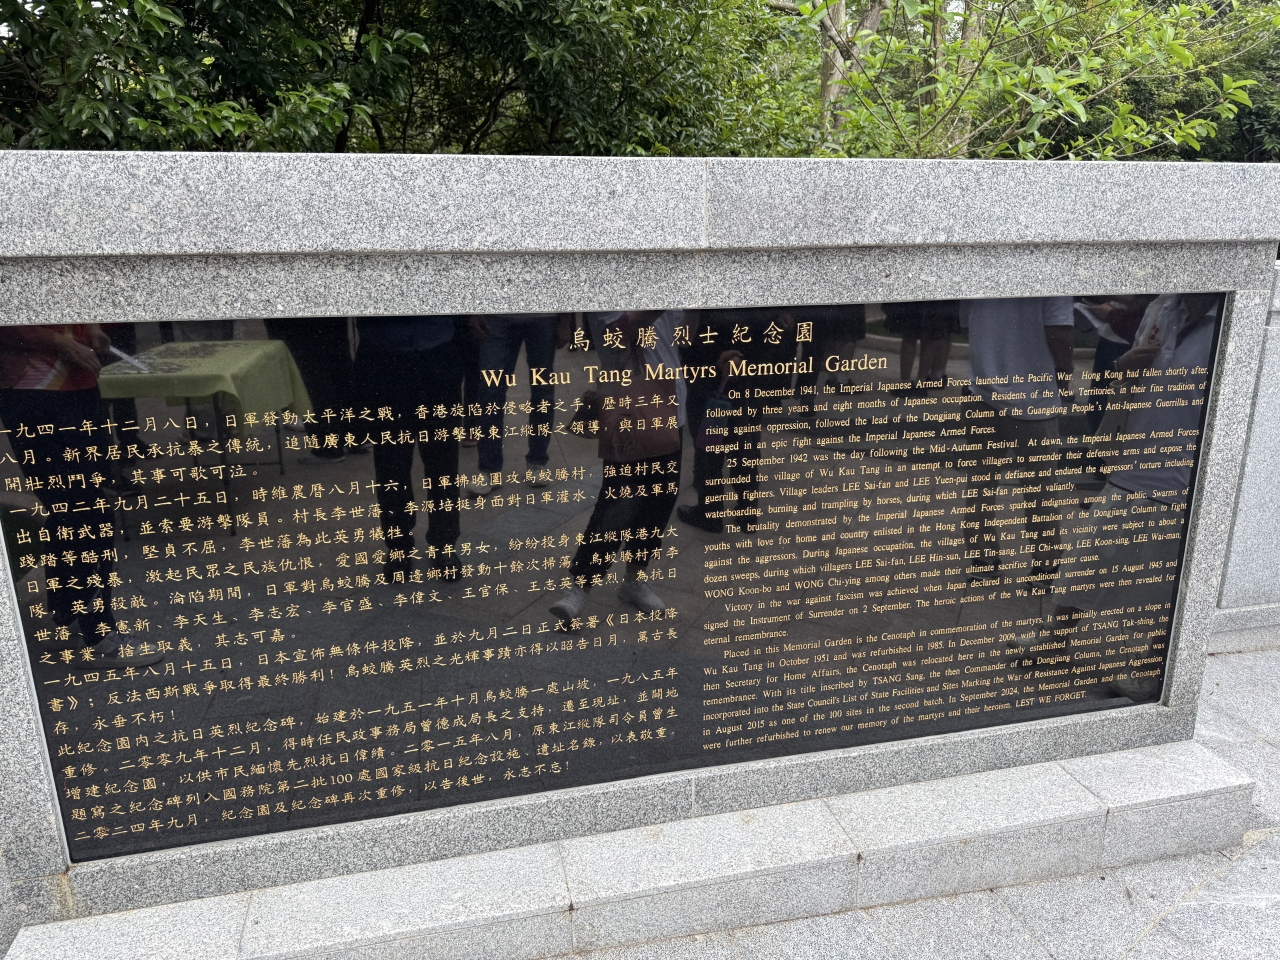 烏蛟騰烈士紀念園
Wu Kau Tang Martyrs Memorial Garden
一九四一年十二月八日，日軍發動太平洋之戰，香港旋陷於侵略者之手，歷時三年又
八月。新界居民承抗暴之傳統，追隨廣東人民抗日游擊隊東江縱隊之領導，與日軍展
開壯烈鬥爭，其事可歌可泣。
一九四二年九月二十五日，時維農曆八月十六，日軍拂曉圍攻烏蛟騰村，強迫村民交
出自衛武器，並索要游擊隊員。村長李世藩、李源培挺身面對日軍灌水、火燒及軍馬
踐踏等酷刑，堅貞不屈，李世藩為此英勇犧牲。
日軍之殘暴，激起民眾之民族仇恨，愛國愛鄉之青年男女，紛紛投身東江縱隊港九大
隊，英勇殺敵。淪陷期間，日軍對烏蛟騰及周邊鄉村發動十餘次掃蕩，烏蛟騰村有李
世藩、李憲新、李天生、李志宏、李官盛、李偉文、王官保、王志英等英烈，為抗日
之事業，捨生取義，其志可嘉。
一九四五年八月十五日，日本宣佈無條件投降，並於九月二日正式簽署《日本投降
書》；反法西斯戰爭取得最終勝利！烏蛟騰英烈之光輝事蹟亦得以昭告日月，萬古長
存，永垂不朽！
此紀念園內之抗日英烈紀念碑，始建於一九五一年十月烏蛟騰一處山坡，一九八五年
重修。二零零九年十二月，得時任民政事務局曾德成局長之支持，遷至現址，並闢地
增建紀念園，以供市民緬懷先烈抗日偉績。二零一五年八月，原東江縱隊司令員曾生
題寫之紀念碑列入國務院第二批100處國家級抗日紀念設施、遺址名錄，以表敬重。
二零二四年九月，紀念園及紀念碑再次重修，以告後世，永志不忘！
On 8 December 1941, the Imperial Japanese Armed Forces launched the Pacific War. Hong Kong had fallen shortly after,
followed by three years and eight months of Japanese occupation. Residents of the New Territories, in their fine tradition of
rising against oppression, followed the lead of the Dongjiang Column of the Guangdong People's Anti-Japanese Guerrillas and
engaged in an epic fight against the Imperial Japanese Armed Forces.
25 September 1942 was the day following the Mid-Autumn Festival. At dawn, the Imperial Japanese Armed Forces
surrounded the village of Wu Kau Tang in an attempt to force villagers to surrender their defensive arms and expose the
guerrilla fighters. Village leaders LEE Sai-fan and LEE Yuen-pui stood in defiance and endured the aggressors' torture including
waterboarding, burning and trampling by horses, during which LEE Sai-fan perished valiantly.
The brutality demonstrated by the Imperial Japanese Armed Forces sparked indignation among the public. Swarms of
youths with love for home and country enlisted in the Hong Kong Independent Battalion of the Dongjiang Column to fight
against the aggressors. During Japanese occupation, the villages of Wu Kau Tang and its vicinity were subject to about a
dozen sweeps, during which villagers LEE Sai-fan, LEE Hin-sun, LEE Tin-sang, LEE Chi-wang, LEE Koon-sing, LEE Wai-man,
WONG Koon-bo and WONG Chi-ying among others made their ultimate sacrifice for a greater cause.
Victory in the war against fascism was achieved when Japan declared its unconditional surrender on 15 August 1945 and
signed the Instrument of Surrender on 2 September. The heroic actions of the Wu Kau Tang martyrs were then revealed for
eternal remembrance.
Placed in this Memorial Garden is the Cenotaph in commemoration of the martyrs. It was initially erected on a slope in
Wu Kau Tang in October 1951 and was refurbished in 1985. In December 2009, with the support of TSANG Tak-shing, the
then Secretary for Home Affairs, the Cenotaph was relocated here in the newly established Memorial Garden for public
remembrance. With its title inscribed by TSANG Sang, the then Commander of the Dongjiang Column, the Cenotaph was
incorporated into the State Council's List of State Facilities and Sites Marking the War of Resistance Against Japanese Aggression
in August 2015 as one of the 100 sites in the second batch. In September 2024, the Memorial Garden and the Cenotaph
were further refurbished to renew our memory of the martyrs and their heroism. LEST WE FORGET.